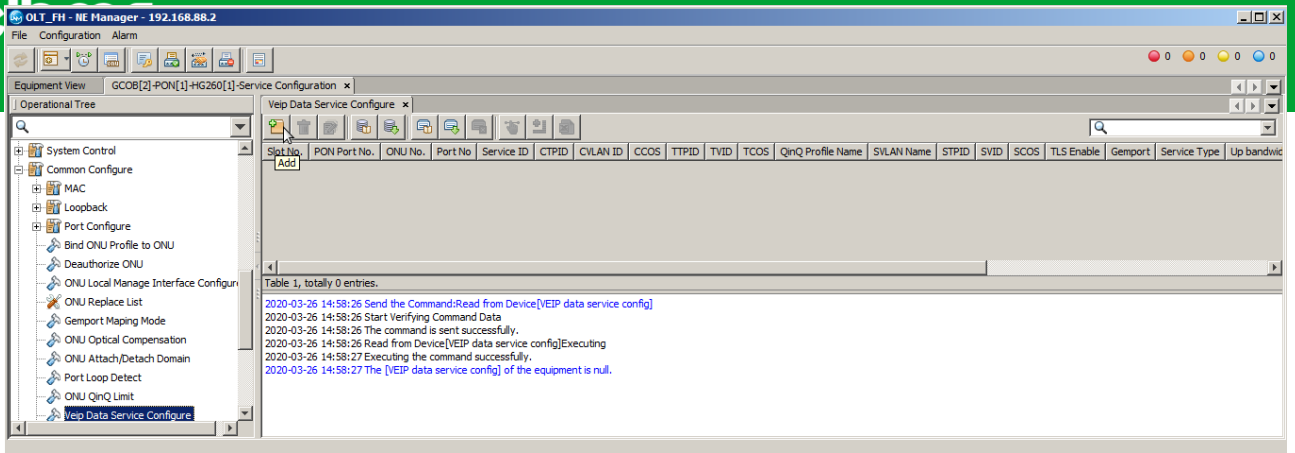 OLT_FH - NE Manager - 192.168.88.2
File Configuration Alarm
0 0 0 0
Equipment View GCOB[2]-PON[1]-HG260[1]-Service Configuration
Operational Tree
Veip Data Service Configure
Slot No. PON Port No. ONU No. Port No Service ID CTPID CVLAN ID CCOS TTPID TVID TCOS QinQ Profile Name SVLAN Name STPID SVID SCOS TLS Enable Gemport Service Type Up bandwid
Add
System Control
Common Configure
MAC
Loopback
Port Configure
Bind ONU Profile to ONU
Deauthorize ONU
ONU Local Manage Interface Configur
ONU Replace List
Gemport Maping Mode
ONU Optical Compensation
ONU Attach/Detach Domain
Port Loop Detect
ONU QinQ Limit
Veip Data Service Configure
Table 1, totally 0 entries.
2020-03-26 14:58:26 Send the Command:Read from Device[VEIP data service config]
2020-03-26 14:58:26 Start Verifying Command Data
2020-03-26 14:58:26 The command is sent successfully.
2020-03-26 14:58:26 Read from Device[VEIP data service config]Executing
2020-03-26 14:58:27 Executing the command successfully.
2020-03-26 14:58:27 The [VEIP data service config] of the equipment is null.